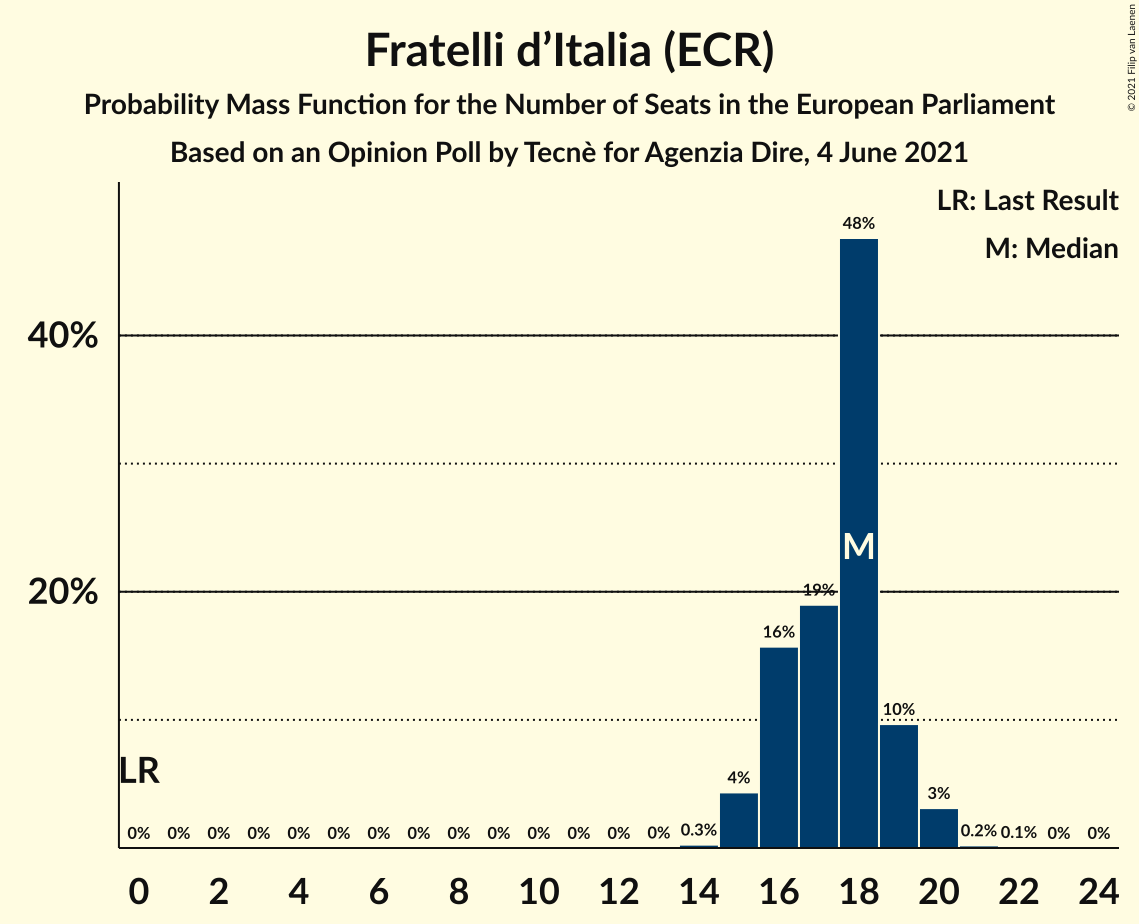 © 2021 Filip van Laenen
Fratelli d’Italia (ECR)
Probability Mass Function for the Number of Seats in the European Parliament
Based on an Opinion Poll by Tecnè for Agenzia Dire, 4 June 2021
LR: Last Result
M: Median
48%
40%
M
20%
19%
16%
10%
LR
4%
3%
0% 0% 0% 0% 0% 0% 0% 0% 0% 0% 0% 0% 0% 0% 0.3% 0.2% 0.1% 0% 0%
0 2 4 6 8 10 12 14 16 18 20 22 24